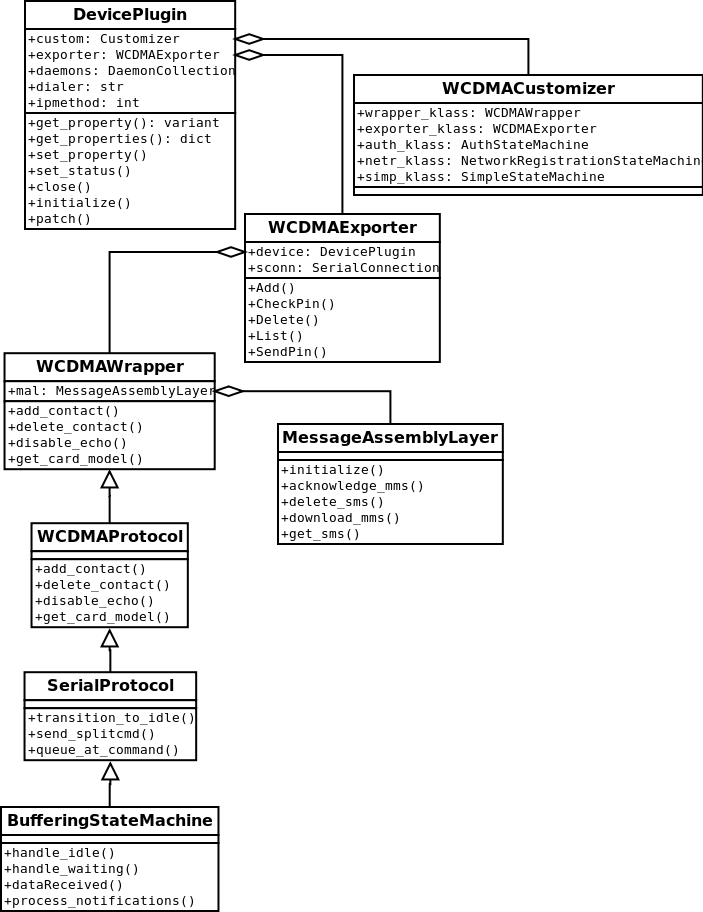 DevicePlugin
+custom: Customizer
+exporter: WCDMAExporter
+daemons: DaemonCollection
+dialer: str
+ipmethod: int
+get_property(): variant
+get_properties(): dict
+set_property()
+set_status()
+close()
+initialize()
+patch()
WCDMACustomizer
+wrapper_klass: WCDMAWrapper
+exporter_klass: WCDMAExporter
+auth_klass: AuthStateMachine
+netr_klass: NetworkRegistrationStateMachin
+simp_klass: SimpleStateMachine
WCDMAExporter
+device: DevicePlugin
+sconn: SerialConnection
+Add()
+CheckPin()
+Delete()
+List()
+SendPin()
WCDMAWrapper
+mal: MessageAssemblyLayer
+add_contact()
+delete_contact()
+disable_echo()
+get_card_model()
MessageAssemblyLayer
+initialize()
+acknowledge_mms()
+delete_sms()
+download_mms()
+get_sms()
WCDMAProtocol
+add_contact()
+delete_contact()
+disable_echo()
+get_card_model()
SerialProtocol
+transition_to_idle()
+send_splitcmd()
+queue_at_command()
BufferingStateMachine
+handle_idle()
+handle_waiting()
+dataReceived()
+process_notifications()